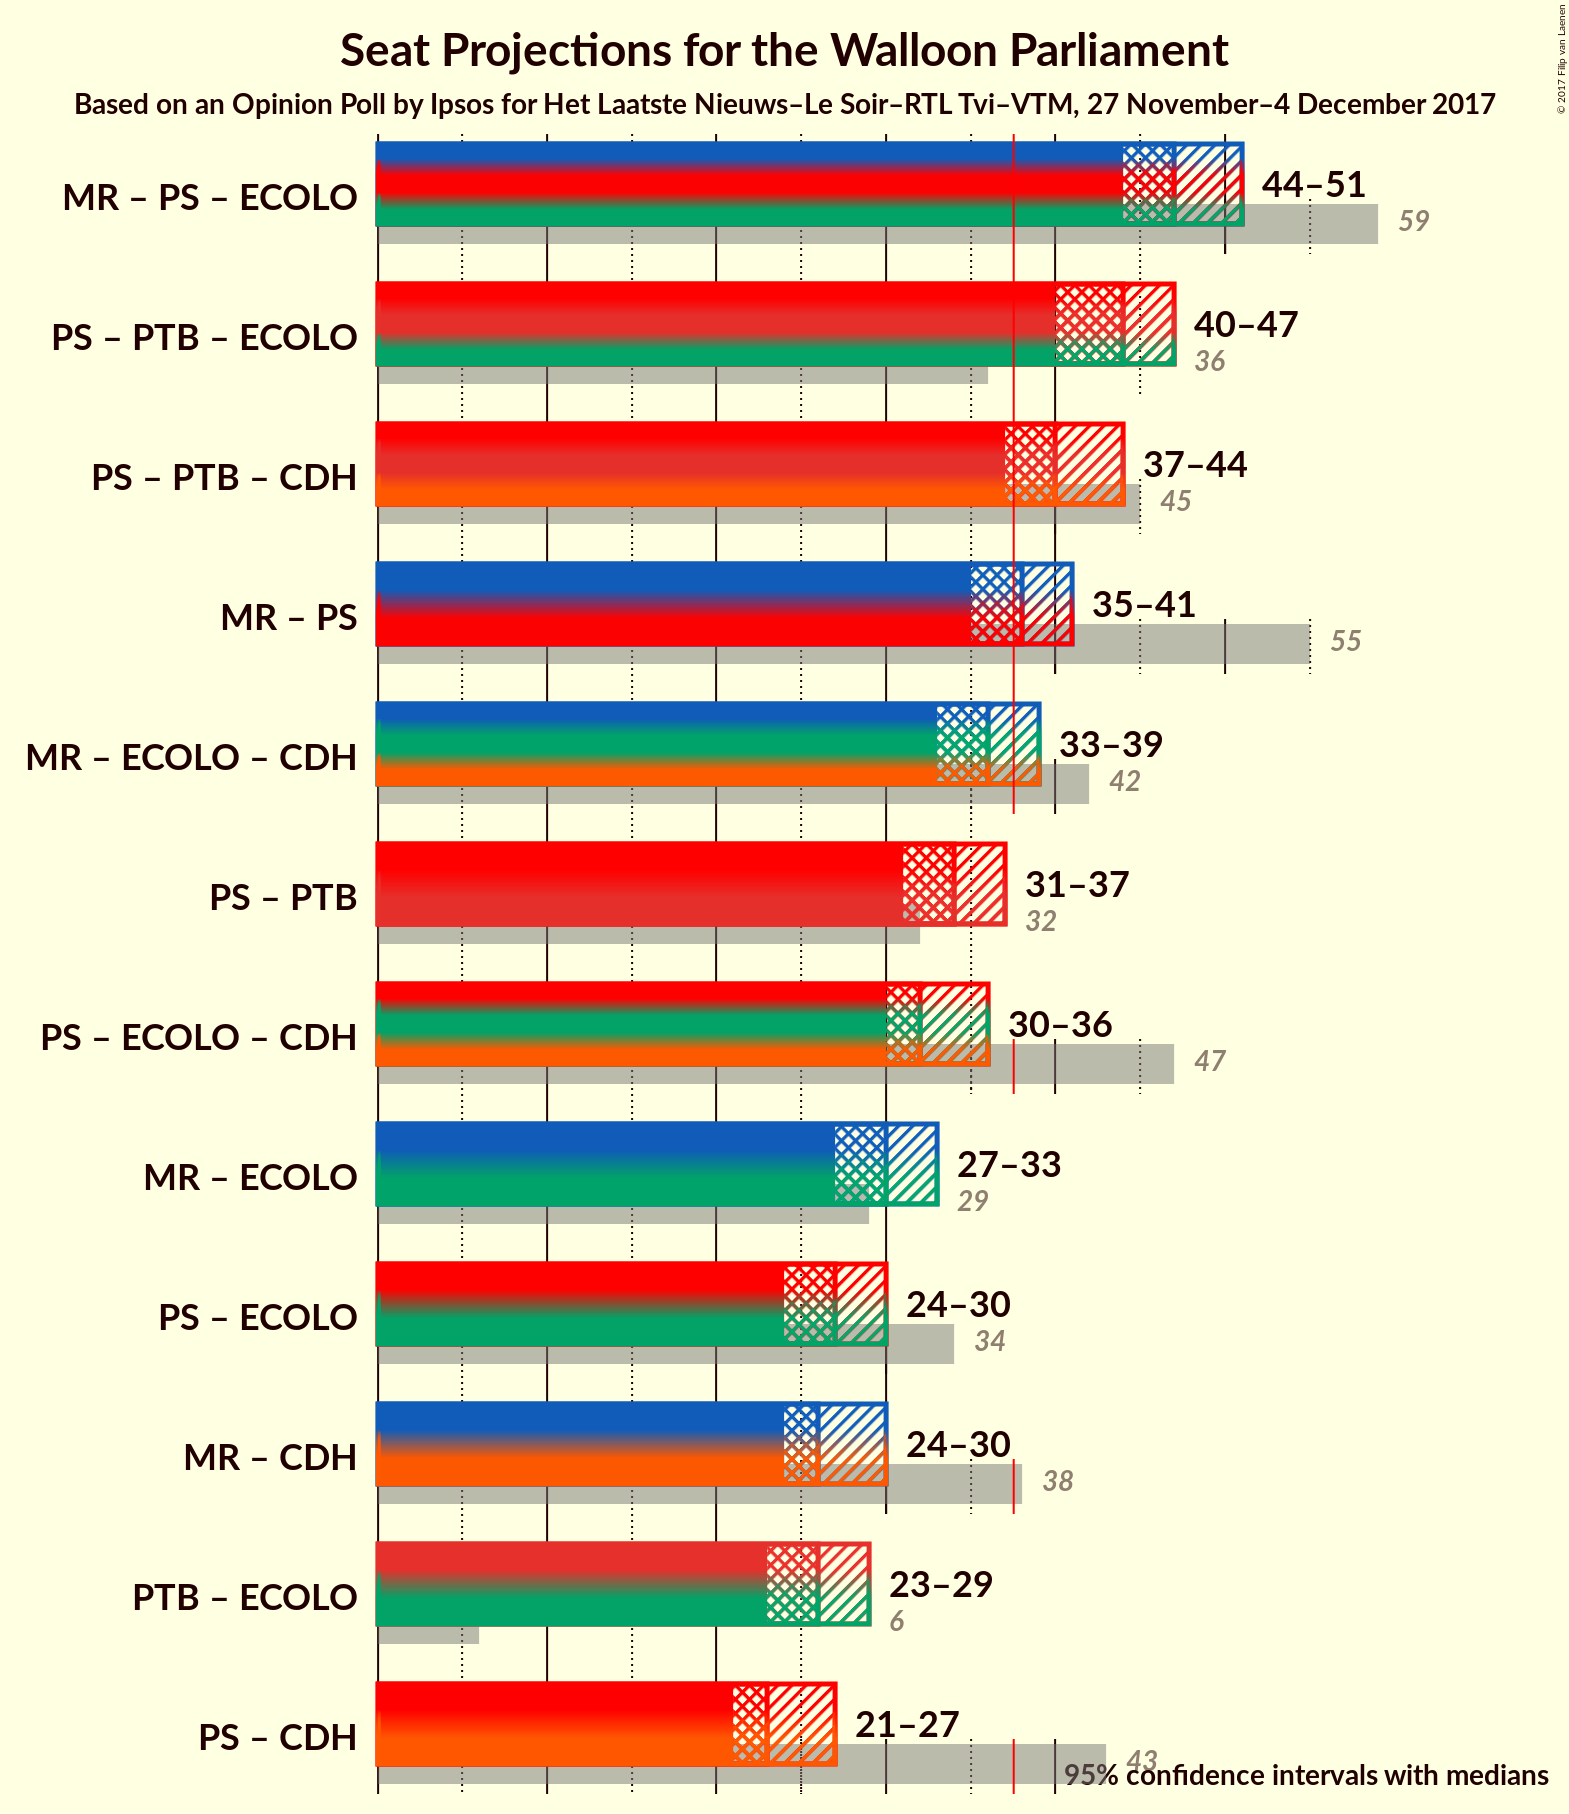 Seat Projections for the Walloon Parliament
Based on an Opinion Poll by Ipsos for Het Laatste Nieuws–Le Soir–RTL Tvi–VTM, 27 November–4 December 2017
© 2017 Filip van Laenen
MR – PS – ECOLO
44–51
59
PS – PTB – ECOLO
40–47
36
PS – PTB – CDH
37–44
45
MR – PS
35–41
55
MR – ECOLO – CDH
33–39
42
PS – PTB
31–37
32
PS – ECOLO – CDH
30–36
47
MR – ECOLO
27–33
29
PS – ECOLO
24–30
34
MR – CDH
24–30
38
PTB – ECOLO
23–29
6
PS – CDH
21–27
43
95% confidence intervals with medians